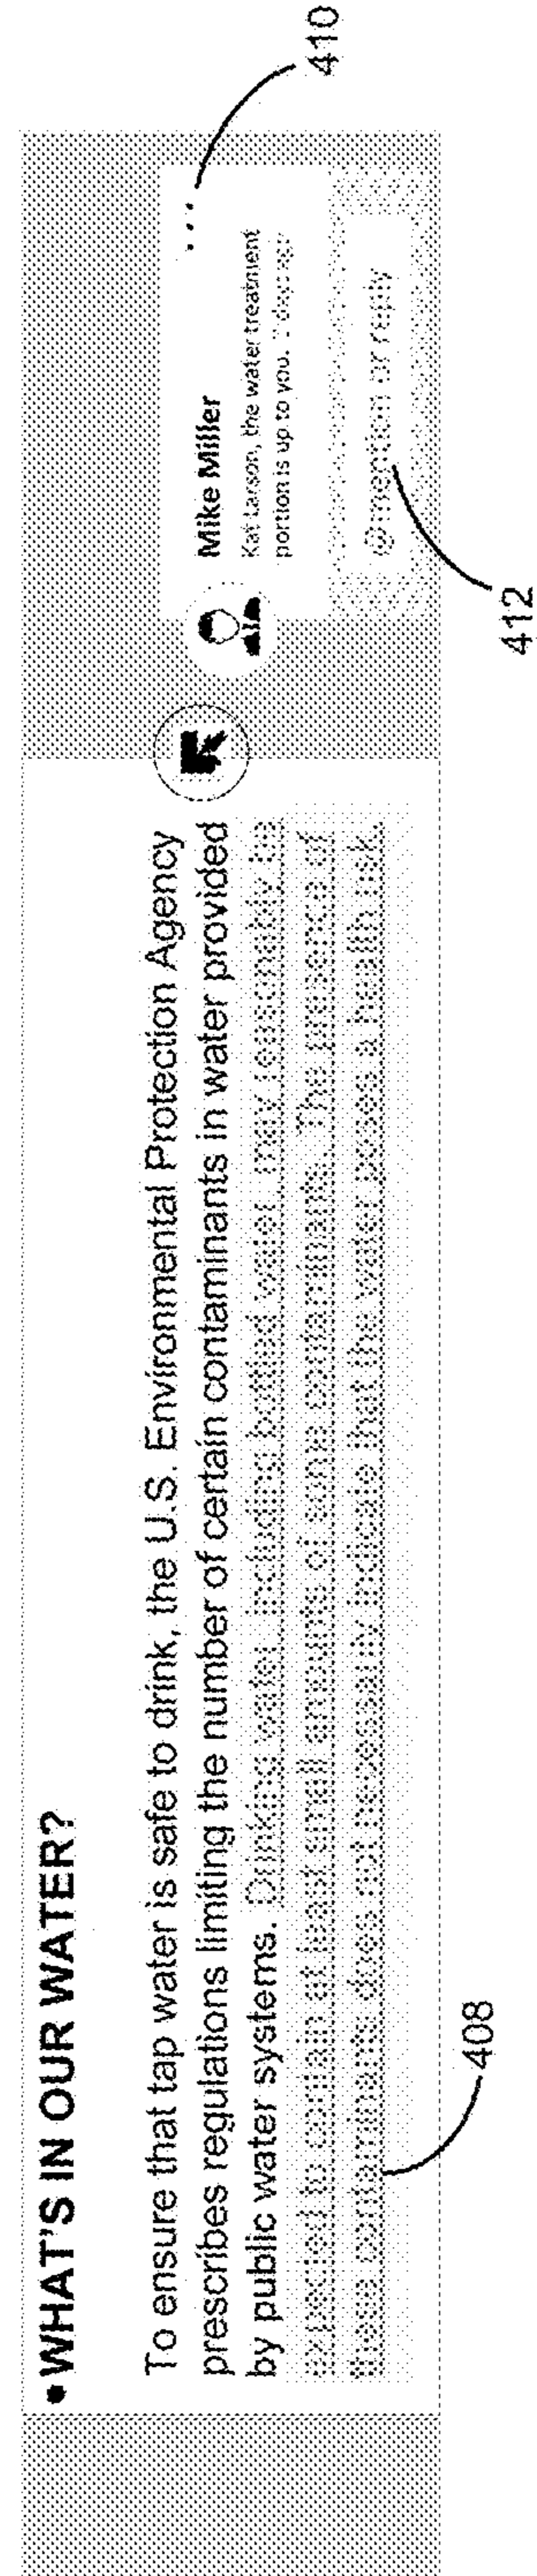 •WHAT'S IN OUR WATER?
To ensure that tap water is safe to drink, the U.S. Environmental Protection Agency
prescribes regulations limiting the number of certain contaminants in water provided
by public water systems. Drinking water, including bottled water, may reasonably be
expected to contain at least small amounts of some contaminants. The presence of
these contaminants does not necessarily indicate that the water poses a health risk.
408
Mike Miller
...
410
Kat Larson, the water treatment
portion is up to you. days ago
@mention or reply
412